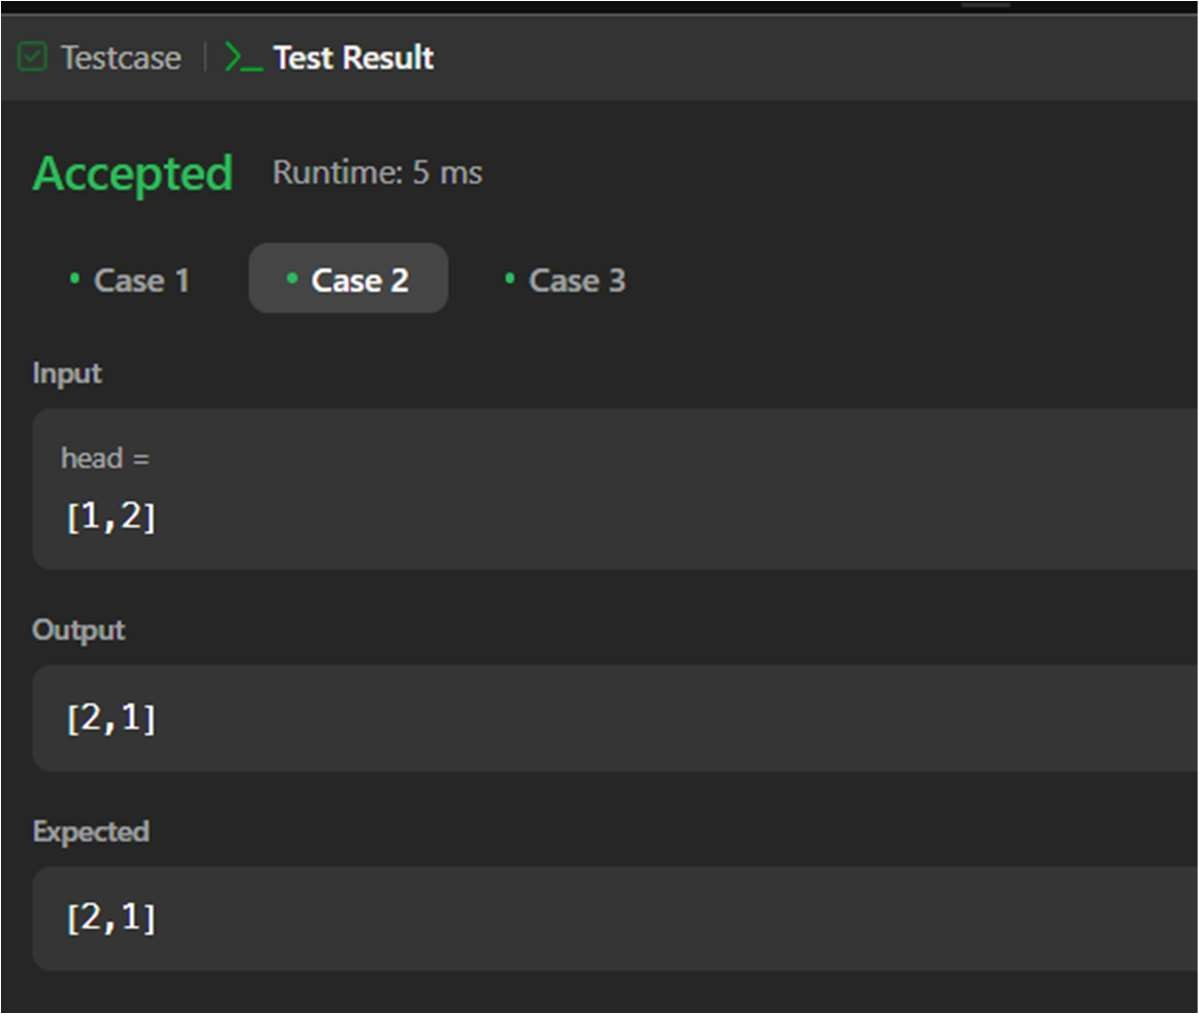 Testcase | >_ Test Result
Accepted Runtime: 5 ms
• Case 1 • Case 2 • Case 3
Input
head =
[1,2]
Output
[2,1]
Expected
[2,1]